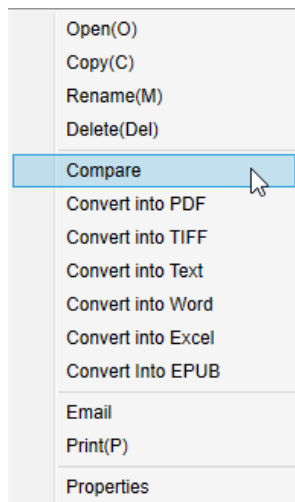 Open(O)
Copy(C)
Rename(M)
Delete(Del)
Compare
Convert into PDF
Convert into TIFF
Convert into Text
Convert into Word
Convert into Excel
Convert Into EPUB
Email
Print(P)
Properties